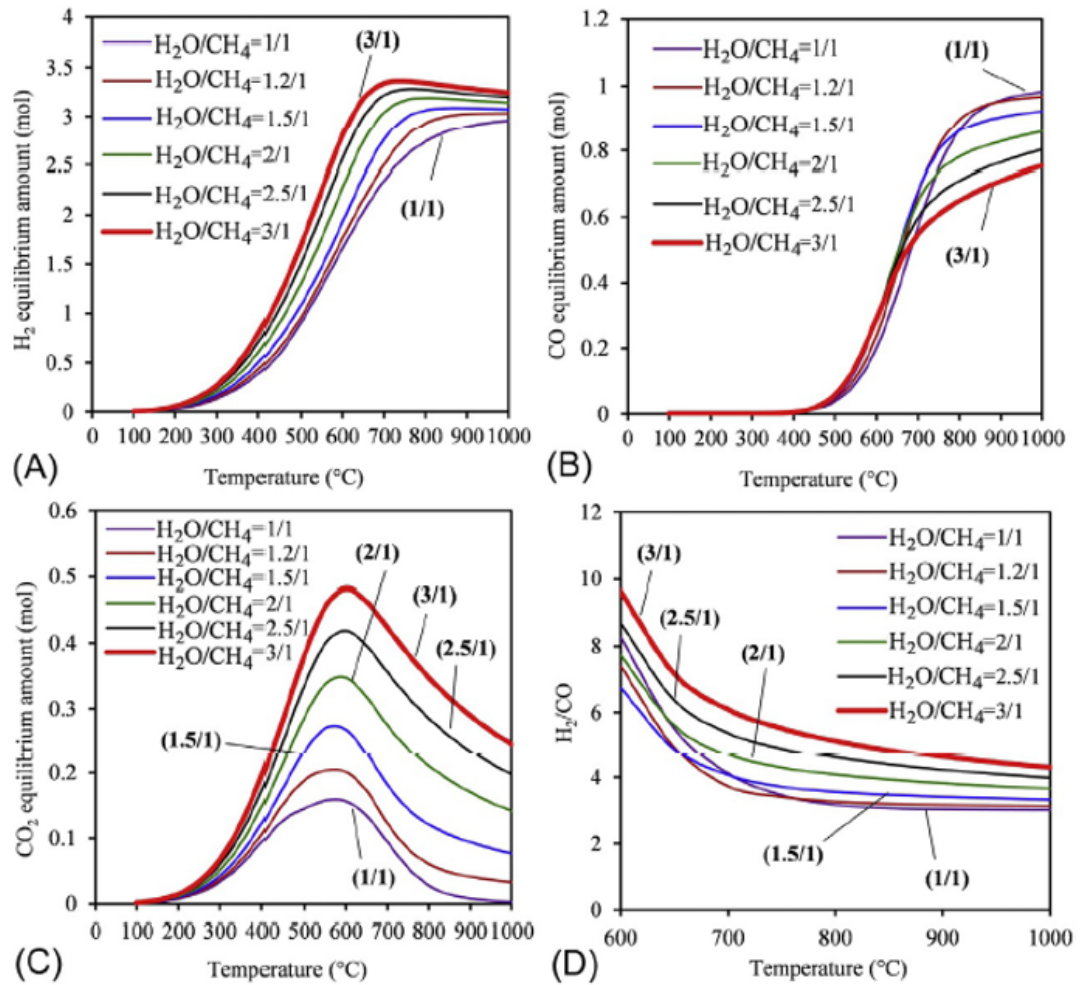 4
3.5
3
2.5
2
1.5
1
0.5
0
H₂ equilibrium amount (mol)
H₂O/CH₄=1/1
H₂O/CH₄=1.2/1
H₂O/CH₄=1.5/1
H₂O/CH₄=2/1
H₂O/CH₄=2.5/1
H₂O/CH₄=3/1
(3/1)
(1/1)
0 100 200 300 400 500 600 700 800 900 1000
Temperature (°C)
(A)
1.2
1
0.8
0.6
0.4
0.2
0
CO equilibrium amount (mol)
H₂O/CH₄=1/1
H₂O/CH₄=1.2/1
H₂O/CH₄=1.5/1
H₂O/CH₄=2/1
H₂O/CH₄=2.5/1
H₂O/CH₄=3/1
(1/1)
(3/1)
0 100 200 300 400 500 600 700 800 900 1000
Temperature (°C)
(B)
0.6
0.5
0.4
0.3
0.2
0.1
0
CO₂ equilibrium amount (mol)
H₂O/CH₄=1/1
H₂O/CH₄=1.2/1
H₂O/CH₄=1.5/1
H₂O/CH₄=2/1
H₂O/CH₄=2.5/1
H₂O/CH₄=3/1
(2/1)
(3/1)
(2.5/1)
(1.5/1)
(1/1)
0 100 200 300 400 500 600 700 800 900 1000
Temperature (°C)
(C)
12
10
8
6
4
2
0
H₂/CO
(3/1)
(2.5/1)
(2/1)
H₂O/CH₄=1/1
H₂O/CH₄=1.2/1
H₂O/CH₄=1.5/1
H₂O/CH₄=2/1
H₂O/CH₄=2.5/1
H₂O/CH₄=3/1
(1.5/1)
(1/1)
600 700 800 900 1000
Temperature (°C)
(D)